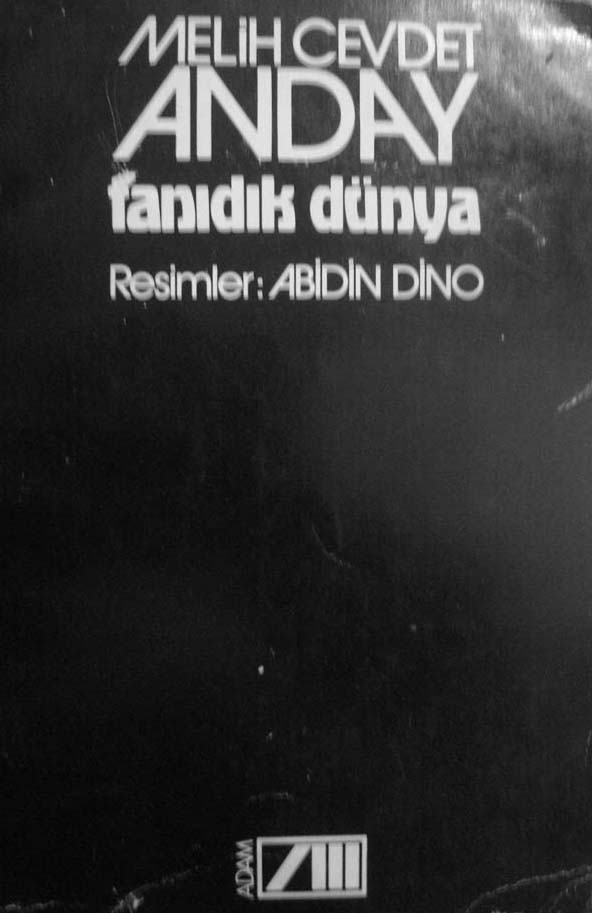 MELİH CEVDET
ANDAY
tanıdık dünya
Resimler: ABİDİN DİNO
ADAM